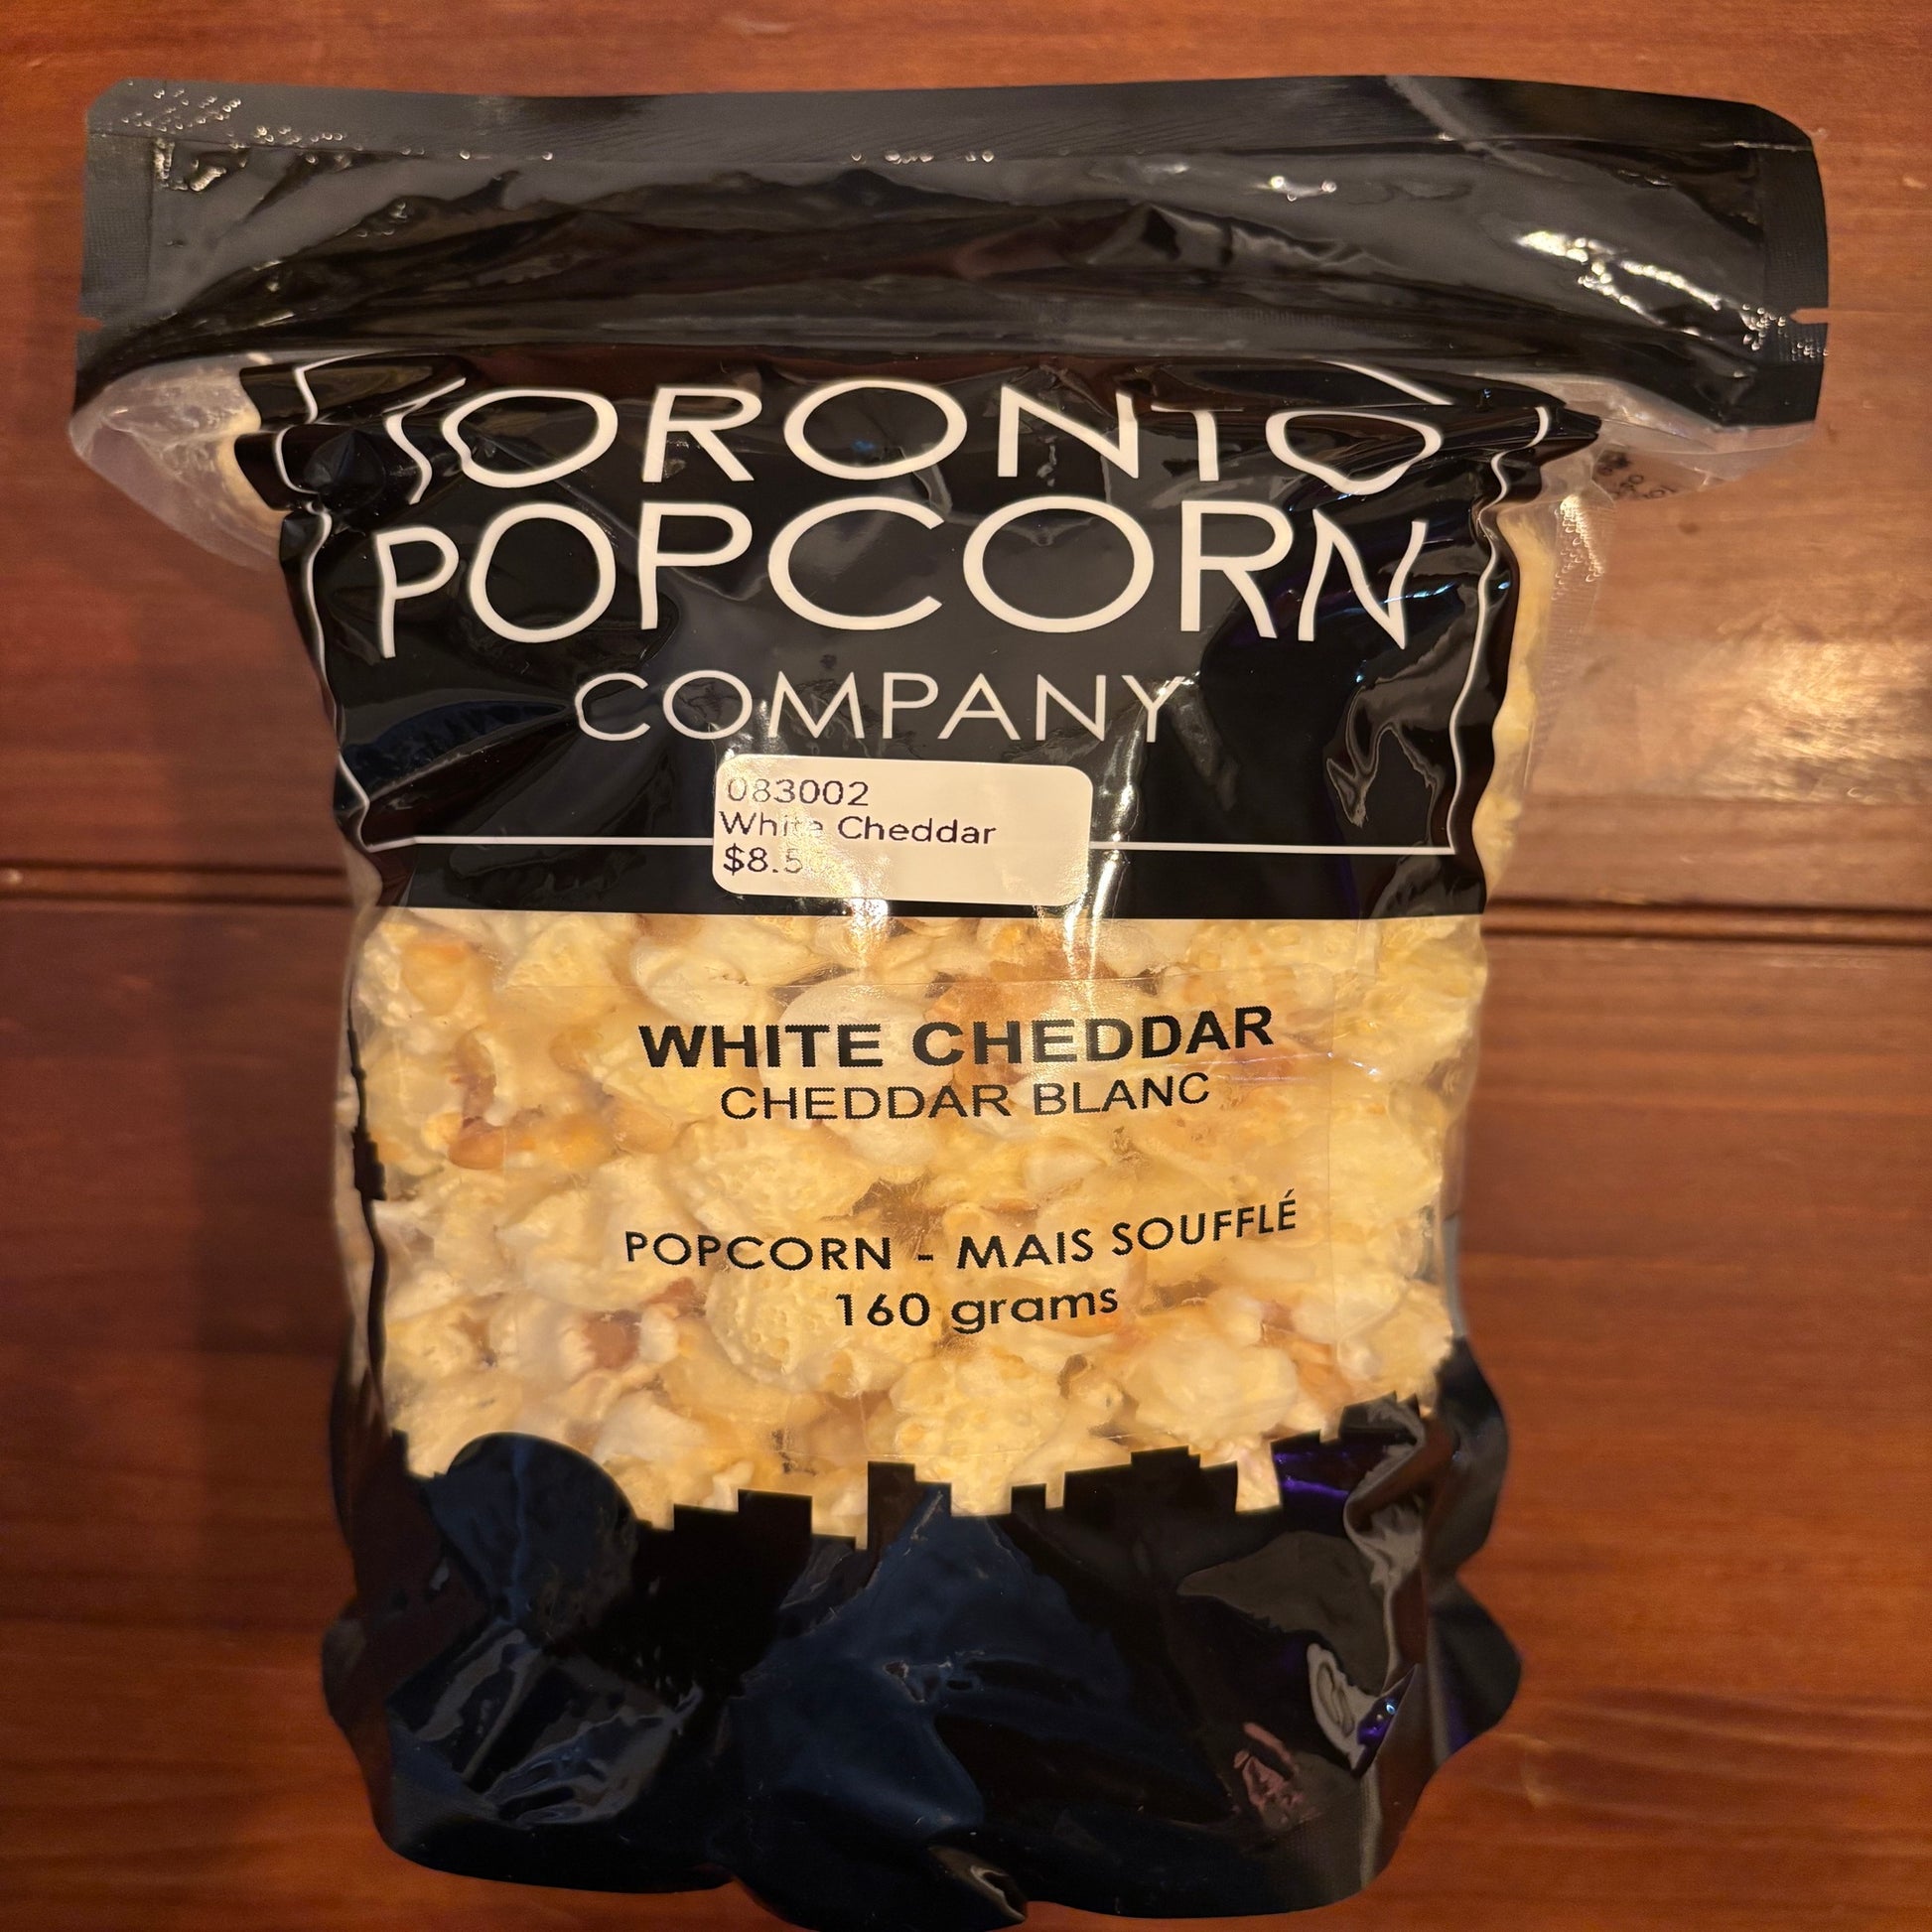 TORONTO
POPCORN
COMPANY
083002
White Cheddar
WHITE CHEDDAR
CHEDDAR BLANC
POPCORN - MAIS SOUFFLÉ
160 grams